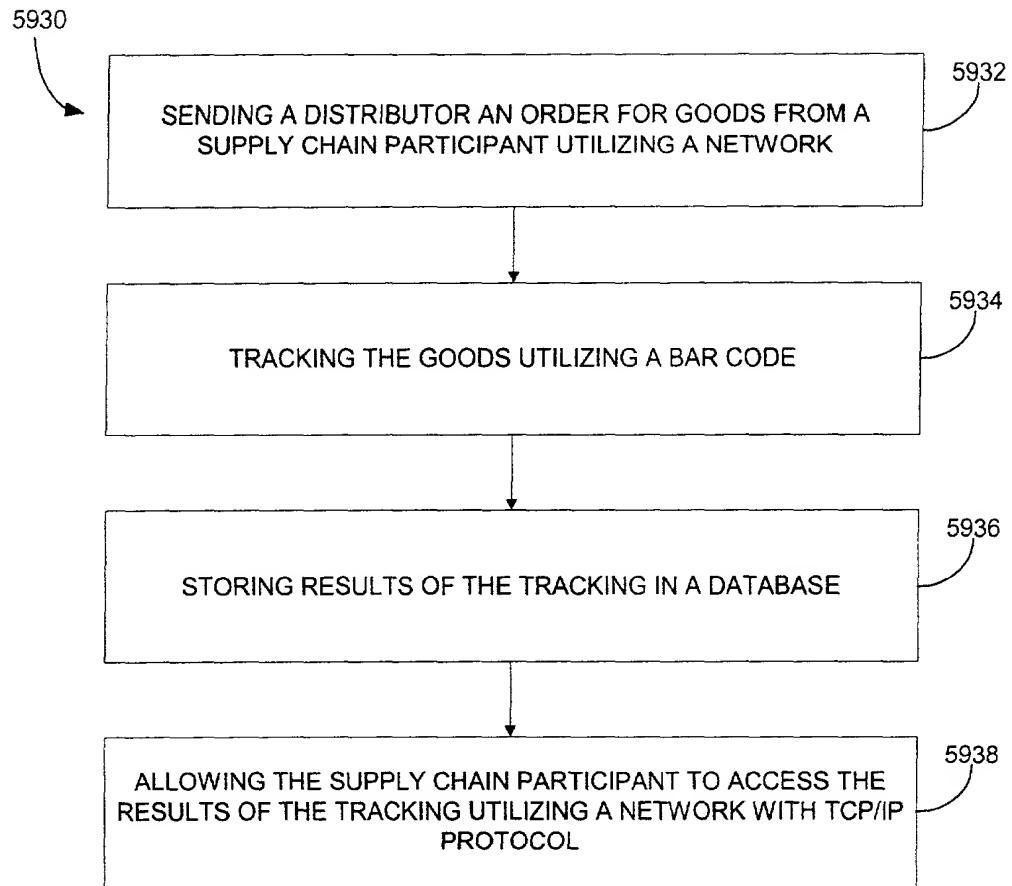 5930
5932
SENDING A DISTRIBUTOR AN ORDER FOR GOODS FROM A
SUPPLY CHAIN PARTICIPANT UTILIZING A NETWORK
5934
TRACKING THE GOODS UTILIZING A BAR CODE
5936
STORING RESULTS OF THE TRACKING IN A DATABASE
5938
ALLOWING THE SUPPLY CHAIN PARTICIPANT TO ACCESS THE
RESULTS OF THE TRACKING UTILIZING A NETWORK WITH TCP/IP
PROTOCOL